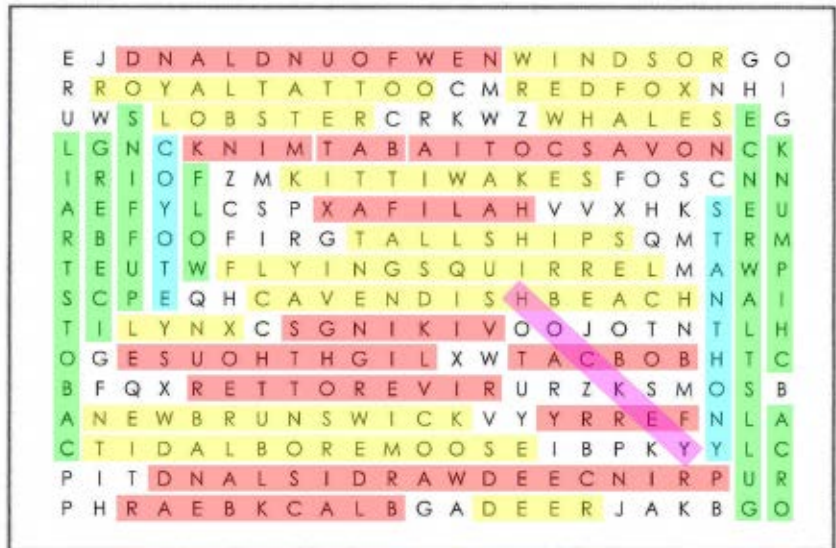 E J D N A L D N U O F W E N W I N D S O R G O
R R O Y A L T A T T O O C M R E D F O X N H I
U W S L O B S T E R C R K W Z W H A L E S E G
L G N C K N I M T A B A I T O C S A V O N C K
I R I O F Z M K I T T I W A K E S F O S C N N
A E F Y L C S P X A F I L A H V V X H K S E U
R B F O O F I R G T A L L S H I P S Q M T R M
T E U T W F L Y I N G S Q U I R R E L M A W P
S C P E Q H C A V E N D I S H B E A C H N A I
T I L Y N X C S G N I K I V O O J O T N T L H
O G E S U O H T H G I L X W T A C B O B H T C
B F Q X R E T T O R E V I R U R Z K S M O S B
A N E W B R U N S W I C K V Y Y R R E F N L A
C T I D A L B O R E M O O S E I B P K Y Y L C
P I T D N A L S I D R A W D E E C N I R P U R
P H R A E B K C A L B G A D E E R J A K B G O